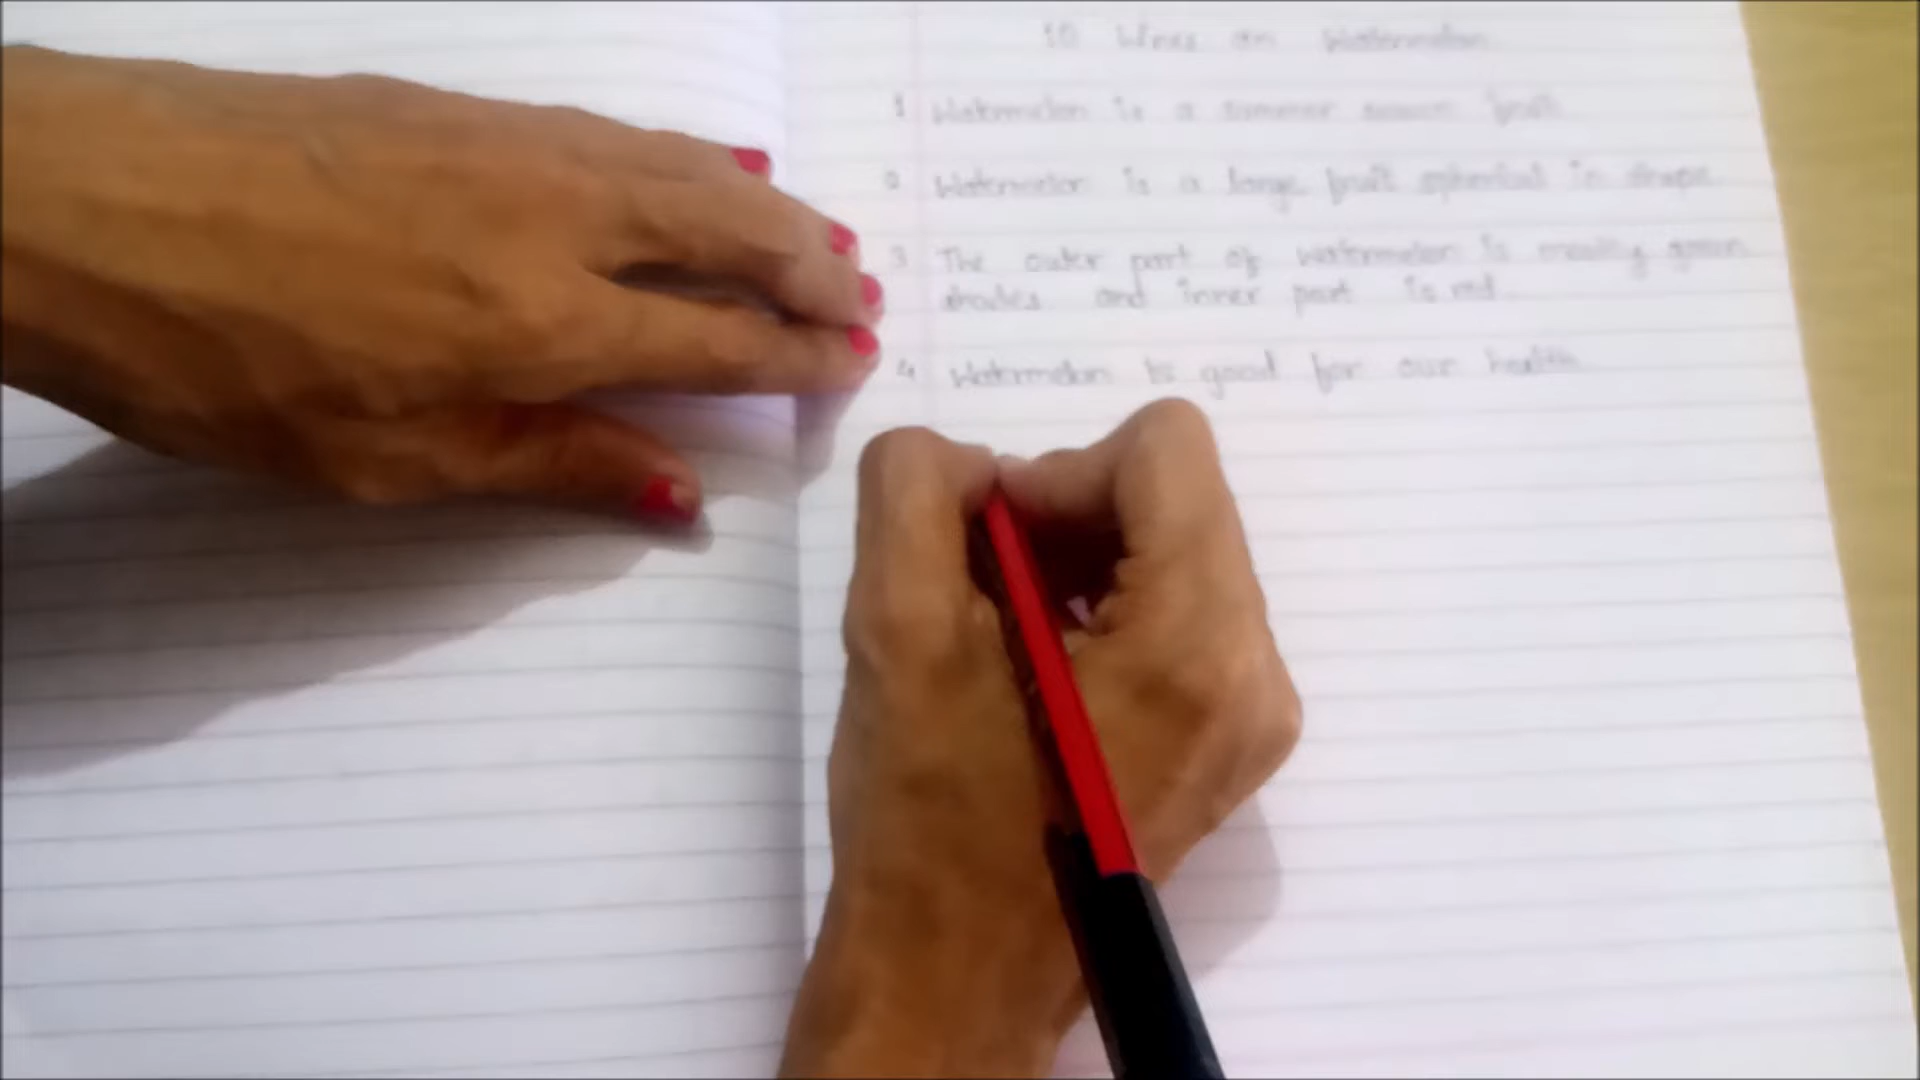 10 lines on Watermelon
1 Watermelon is a summer season fruit.
2 Watermelon is a large fruit spherical in shape.
3 The outer part of watermelon is mostly green
shades and inner part is red.
4 Watermelon is good for our health.